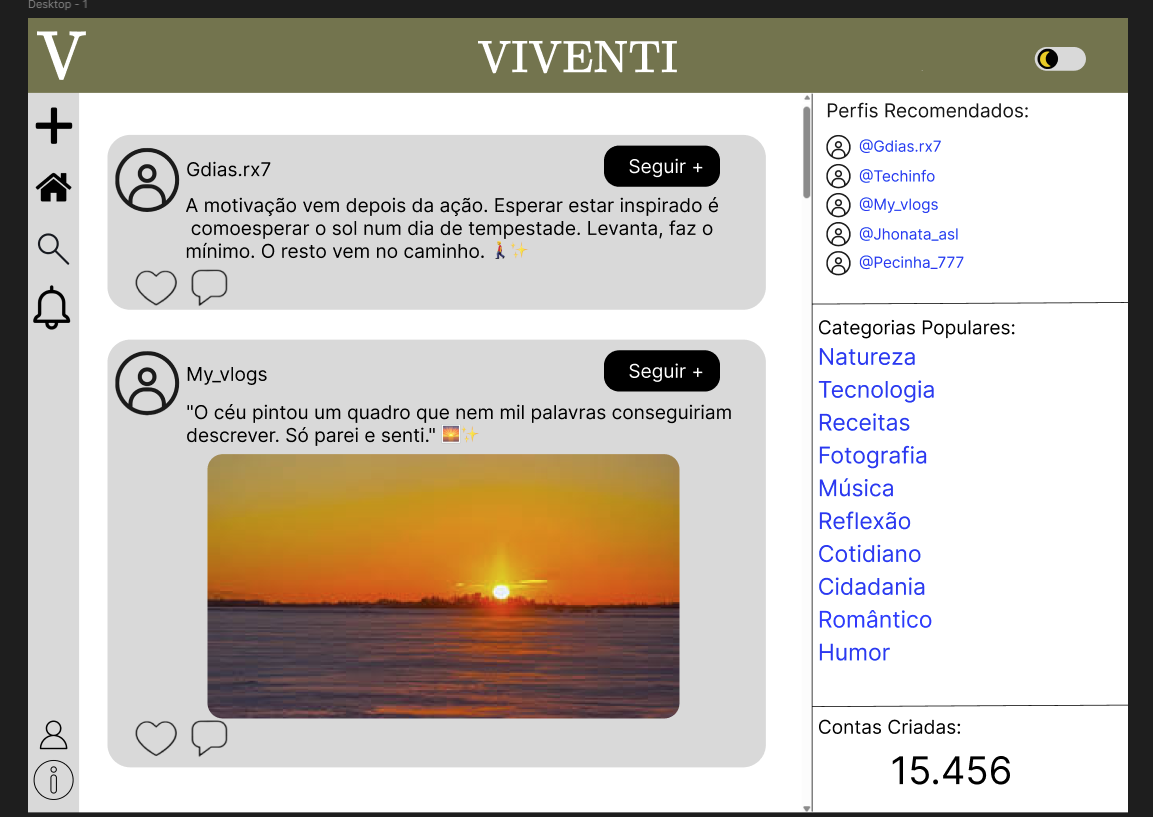 Desktop - 1
V
VIVENTI
Gdias.rx7
Seguir +
A motivação vem depois da ação. Esperar estar inspirado é
comoesperar o sol num dia de tempestade. Levanta, faz o
mínimo. O resto vem no caminho. 🚶✨
My_vlogs
Seguir +
"O céu pintou um quadro que nem mil palavras conseguiriam
descrever. Só parei e senti." 🌅✨
Perfis Recomendados:
@Gdias.rx7
@Techinfo
@My_vlogs
@Jhonata_asl
@Pecinha_777
Categorias Populares:
Natureza
Tecnologia
Receitas
Fotografia
Música
Reflexão
Cotidiano
Cidadania
Romântico
Humor
Contas Criadas:
15.456